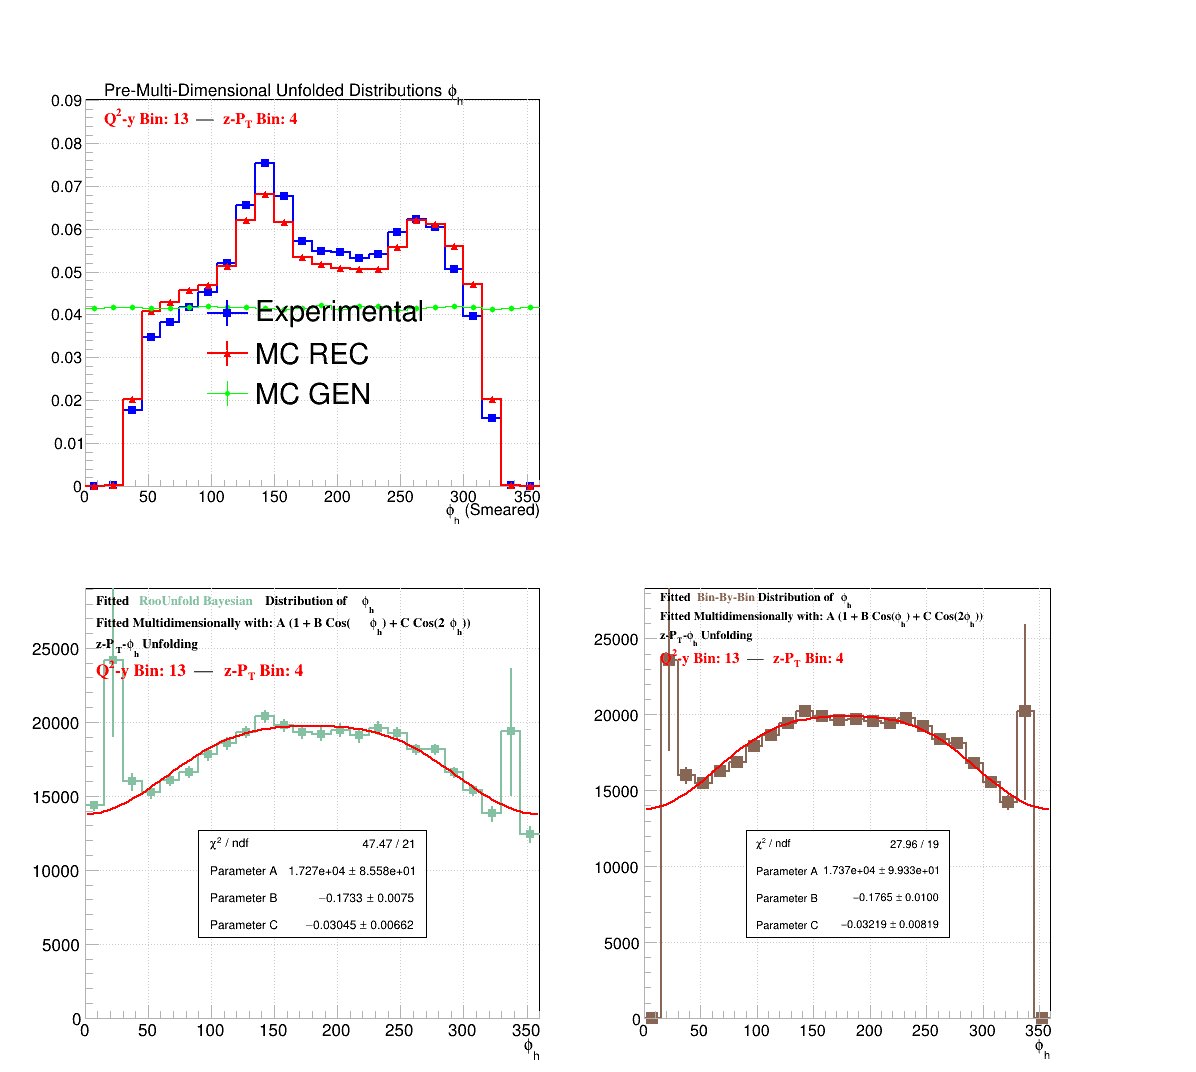 Pre-Multi-Dimensional Unfolded Distributions ϕh
Q²-y Bin: 13 — z-PT Bin: 4
0.09
0.08
0.07
0.06
0.05
0.04
0.03
0.02
0.01
0
Experimental
MC REC
MC GEN
0 50 100 150 200 250 300 350
ϕh (Smeared)
Fitted RooUnfold Bayesian Distribution of ϕh
Fitted Multidimensionally with: A (1 + B Cos( ϕh) + C Cos(2 ϕh))
z-PT-ϕh Unfolding
Q²-y Bin: 13 — z-PT Bin: 4
25000
20000
15000
10000
5000
0
χ² / ndf 47.47 / 21
Parameter A 1.727e+04 ± 8.558e+01
Parameter B −0.1733 ± 0.0075
Parameter C −0.03045 ± 0.00662
0 50 100 150 200 250 300 350
ϕh
Fitted Bin-By-Bin Distribution of ϕh
Fitted Multidimensionally with: A (1 + B Cos(ϕh) + C Cos(2ϕh))
z-PT-ϕh Unfolding
Q²-y Bin: 13 — z-PT Bin: 4
25000
20000
15000
10000
5000
0
χ² / ndf 27.96 / 19
Parameter A 1.737e+04 ± 9.933e+01
Parameter B −0.1765 ± 0.0100
Parameter C −0.03219 ± 0.00819
0 50 100 150 200 250 300 350
ϕh